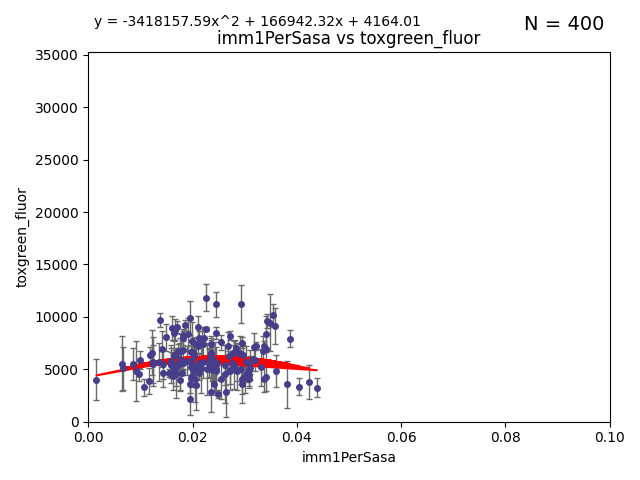 y = -3418157.59x^2 + 166942.32x + 4164.01
N = 400
imm1PerSasa vs toxgreen_fluor
35000
30000
25000
20000
15000
10000
5000
0
toxgreen_fluor
0.00 0.02 0.04 0.06 0.08 0.10
imm1PerSasa